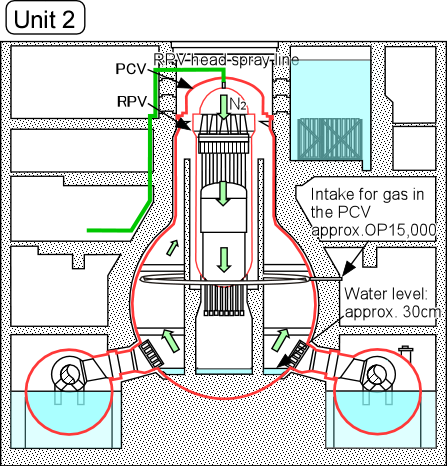 Unit 2
RPV head spray line
PCV
RPV
N2
Intake for gas in
the PCV
approx.OP15,000
Water level:
approx. 30cm